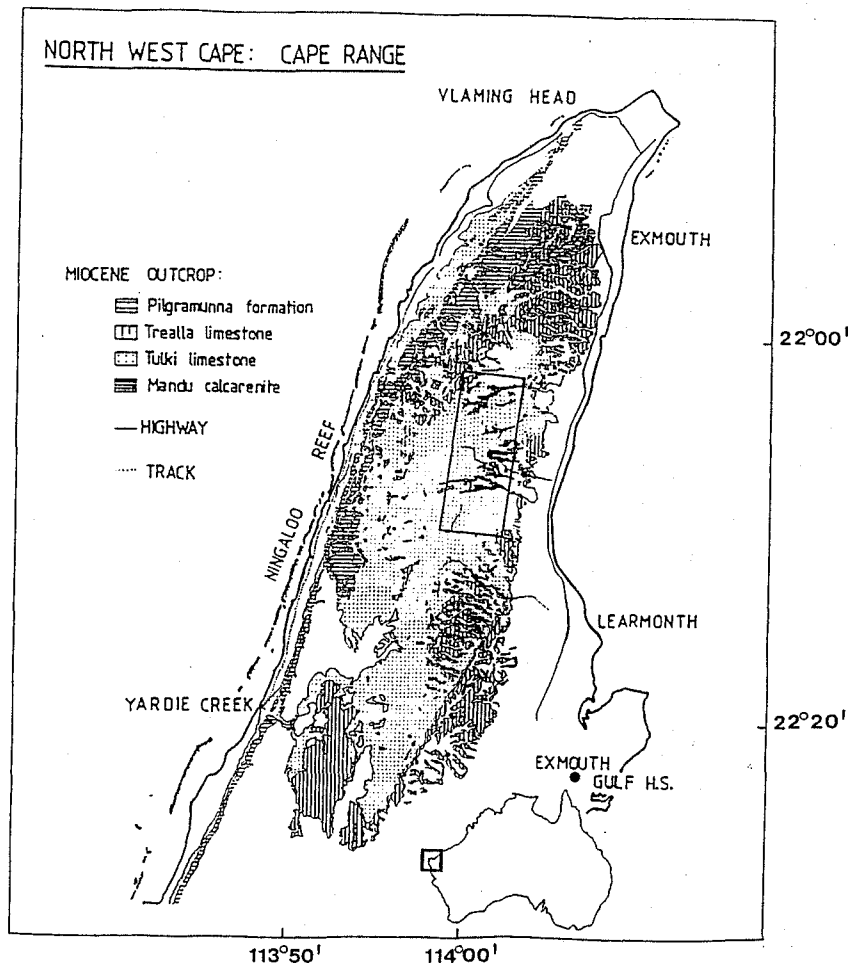 NORTH WEST CAPE: CAPE RANGE
VLAMING HEAD
EXMOUTH
MIOCENE OUTCROP:
Pilgramunna formation
Trealla limestone
Tulki limestone
Mandu calcarenite
HIGHWAY
TRACK
22°00'
NINGALOO REEF
LEARMONTH
YARDIE CREEK
22°20'
EXMOUTH
GULF H.S.
113°50'
114°00'